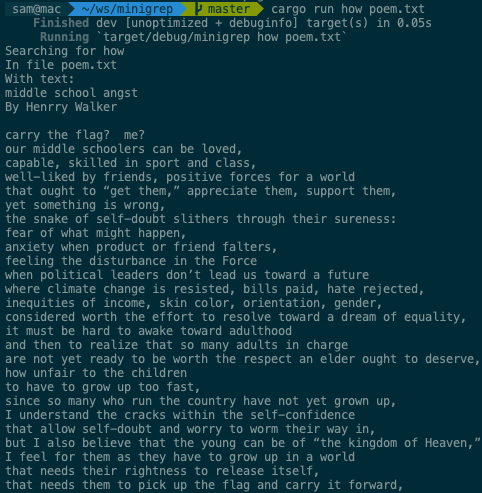 sam@mac ~/ws/minigrep master cargo run how poem.txt
Finished dev [unoptimized + debuginfo] target(s) in 0.05s
Running `target/debug/minigrep how poem.txt`
Searching for how
In file poem.txt
With text:
middle school angst
By Henrry Walker

carry the flag?  me?
our middle schoolers can be loved,
capable, skilled in sport and class,
well-liked by friends, positive forces for a world
that ought to “get them,” appreciate them, support them,
yet something is wrong,
the snake of self-doubt slithers through their sureness:
fear of what might happen,
anxiety when product or friend falters,
feeling the disturbance in the Force
when political leaders don’t lead us toward a future
where climate change is resisted, bills paid, hate rejected,
inequities of income, skin color, orientation, gender,
considered worth the effort to resolve toward a dream of equality,
it must be hard to awake toward adulthood
and then to realize that so many adults in charge
are not yet ready to be worth the respect an elder ought to deserve,
how unfair to the children
to have to grow up too fast,
since so many who run the country have not yet grown up,
I understand the cracks within the self-confidence
that allow self-doubt and worry to worm their way in,
but I also believe that the young can be of “the kingdom of Heaven,”
I feel for them as they have to grow up in a world
that needs their rightness to release itself,
that needs them to pick up the flag and carry it forward,